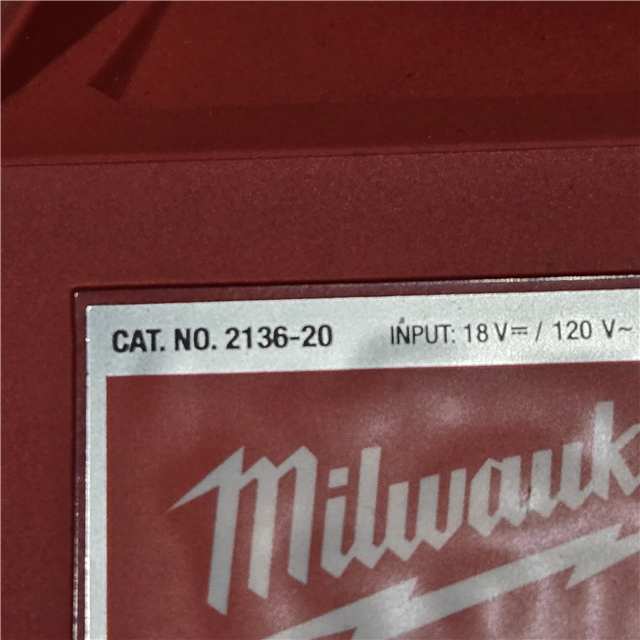 CAT. NO. 2136-20 INPUT: 18 V⎓ / 120 V~
Milwauk